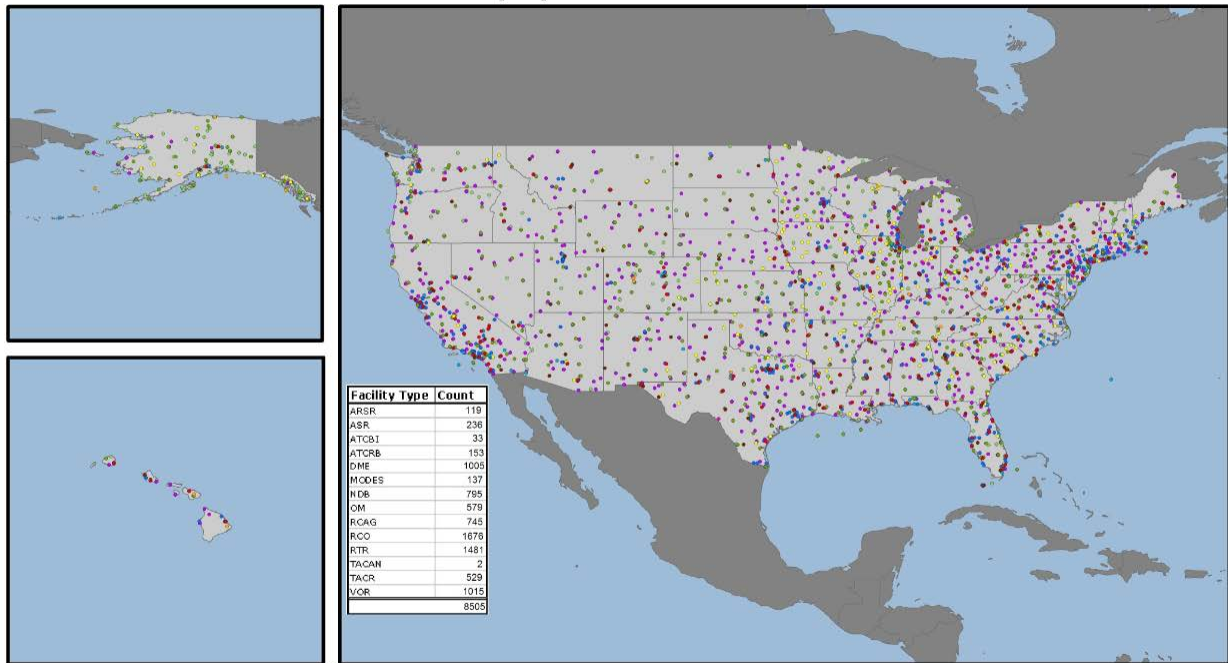 Facility Type Count
ARSR 119
ASR 236
ATCBI 33
ATCRB 153
DME 1005
MODES 137
NDB 795
OM 579
RCAG 745
RCO 1676
RTR 1481
TACAN 2
TACR 529
VOR 1015
8505